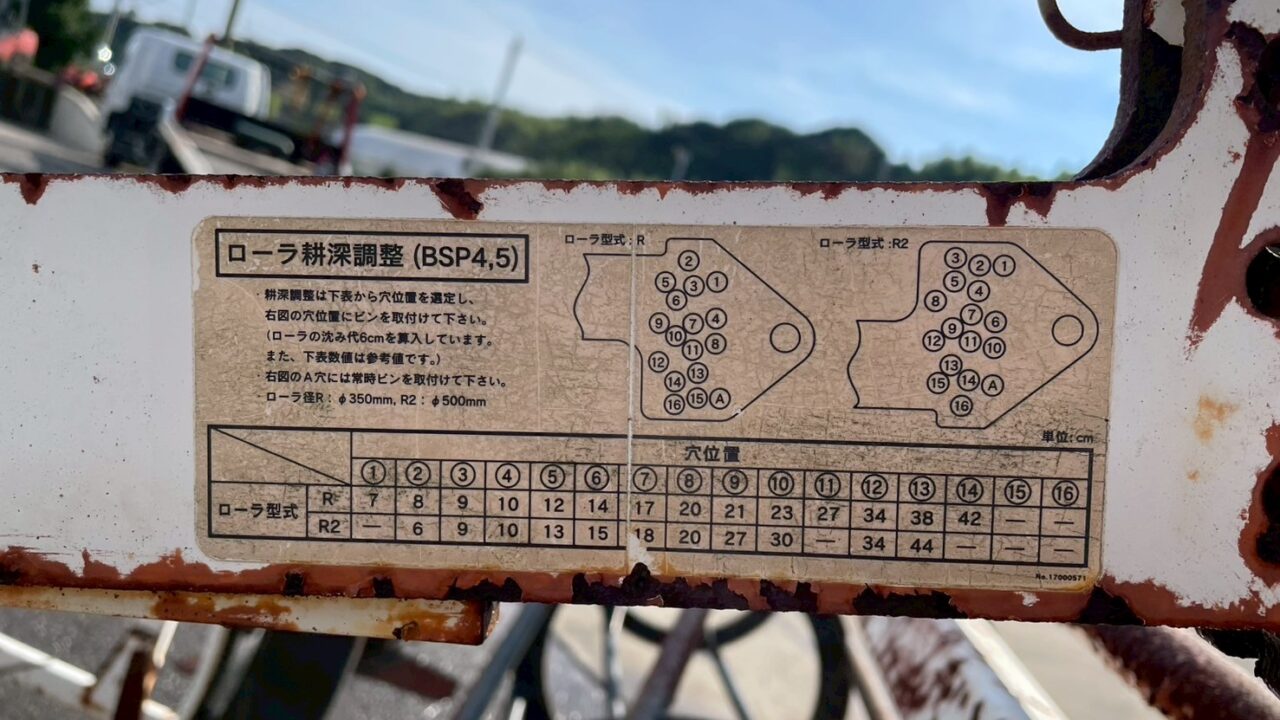 ローラ耕深調整 (BSP4,5)
・耕深調整は下表から穴位置を選定し、
右図の穴位置にピンを取付けて下さい。
(ローラの沈み代6cmを算入しています。
また、下表数値は参考値です。)
・右図のA穴には常時ピンを取付けて下さい。
・ローラ径R：φ350mm, R2：φ500mm
ローラ型式：R
②
⑤ ③ ①
⑥
⑨ ⑦ ④
⑩ ⑧
⑪
⑫
⑬
⑭
⑯ ⑮ Ⓐ
ローラ型式：R2
③ ② ①
⑤
④
⑧
⑦ ⑥
⑨
⑫ ⑪ ⑩
⑬
⑮ ⑭ Ⓐ
⑯
単位：cm
穴位置
① ② ③ ④ ⑤ ⑥ ⑦ ⑧ ⑨ ⑩ ⑪ ⑫ ⑬ ⑭ ⑮ ⑯
ローラ型式
R 7 8 9 10 12 14 17 20 21 23 27 34 38 42 — —
R2 — 6 9 10 13 15 18 20 27 30 — 34 44 — — —
No.17000571